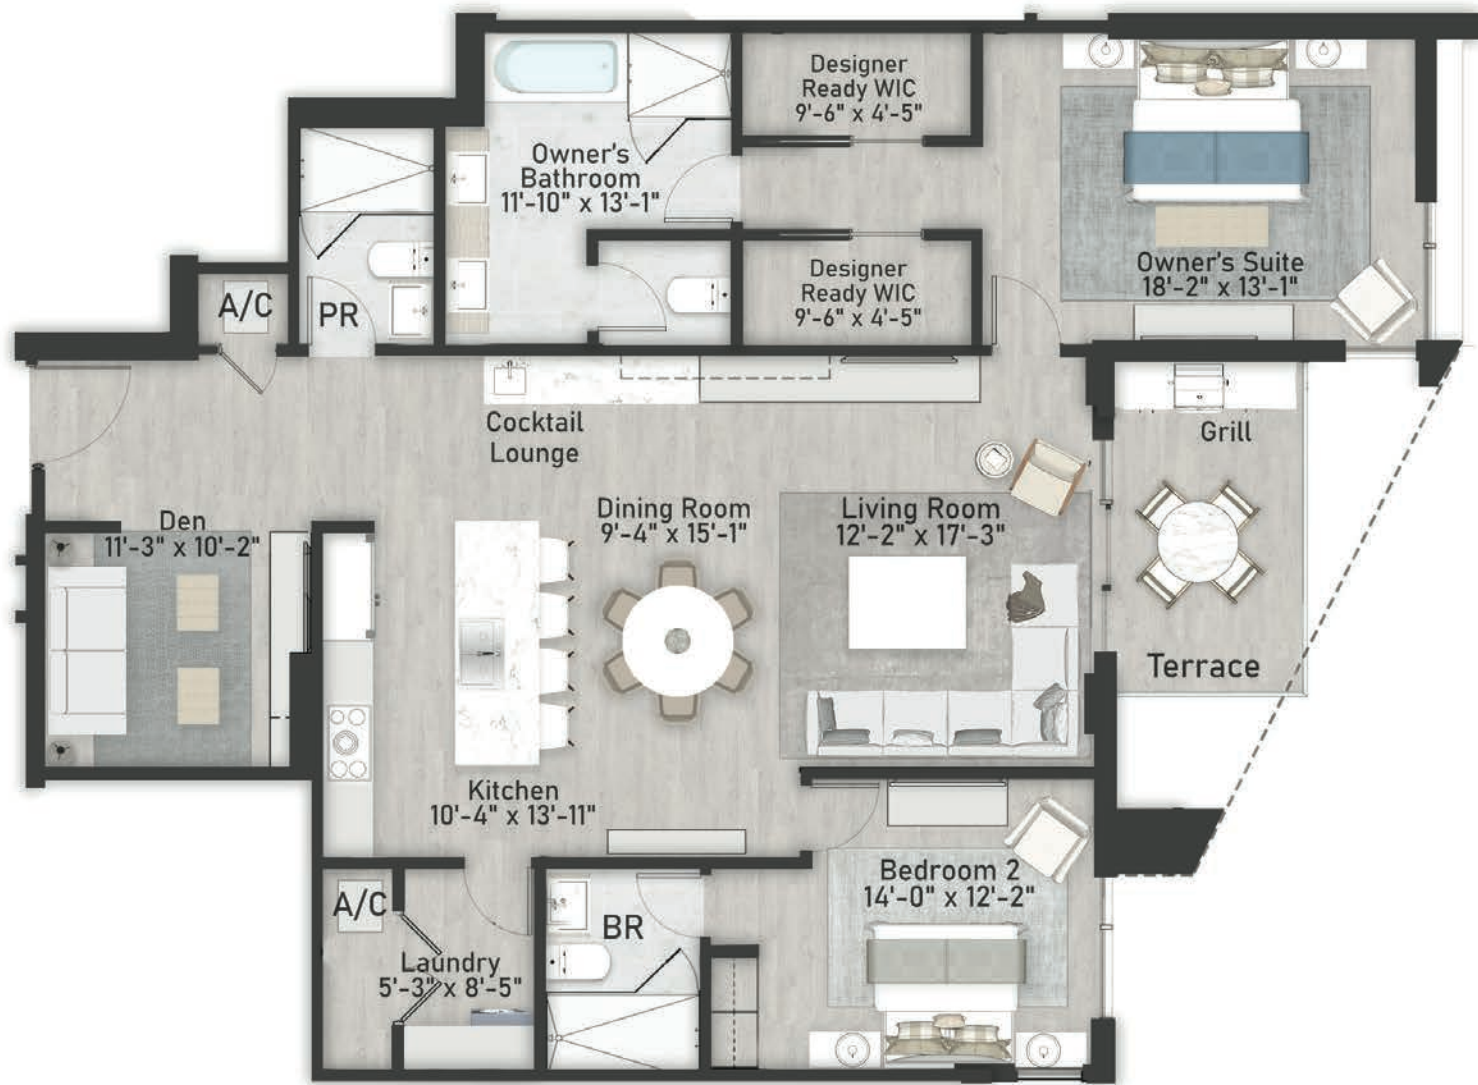 Designer
Ready WIC
9'-6" x 4'-5"
Owner's
Bathroom
11'-10" x 13'-1"
Owner's Suite
18'-2" x 13'-1"
Designer
Ready WIC
9'-6" x 4'-5"
A/C
PR
Cocktail
Lounge
Grill
Den
11'-3" x 10'-2"
Dining Room
9'-4" x 15'-1"
Living Room
12'-2" x 17'-3"
Terrace
Kitchen
10'-4" x 13'-11"
Bedroom 2
14'-0" x 12'-2"
A/C
BR
Laundry
5'-3" x 8'-5"